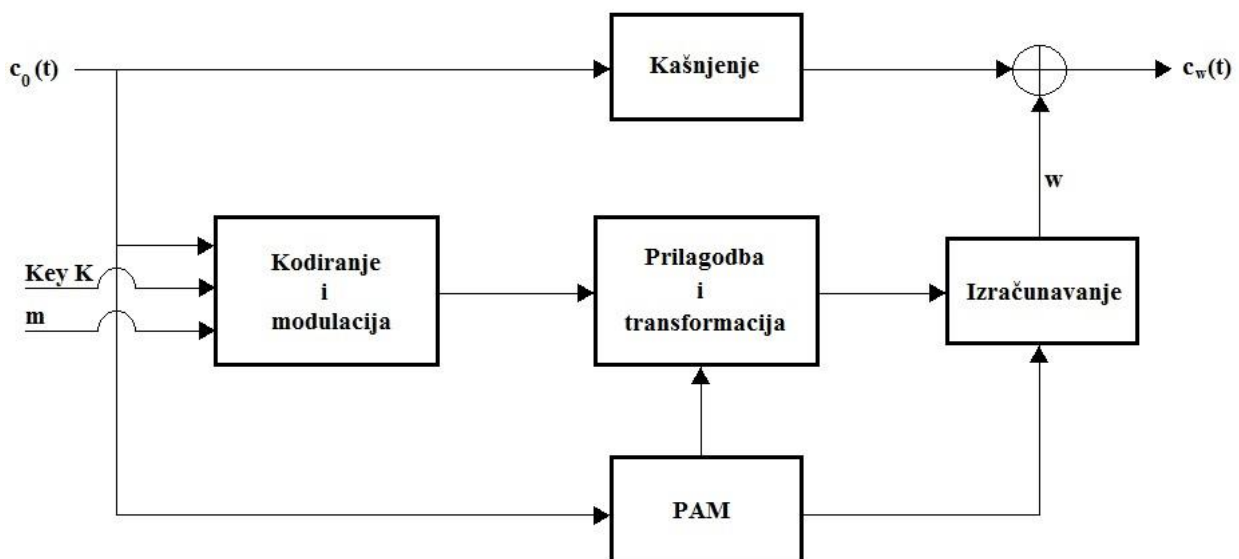 c0 (t)
Kašnjenje
cw(t)
w
Key K
m
Kodiranje
i
modulacija
Prilagodba
i
transformacija
Izračunavanje
PAM